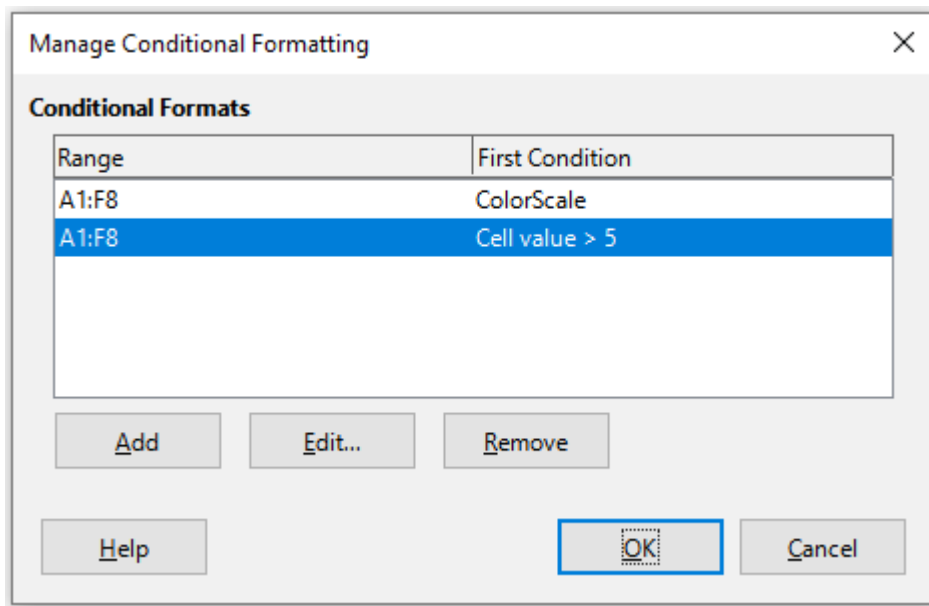 Manage Conditional Formatting
Conditional Formats
Range First Condition
A1:F8 ColorScale
A1:F8 Cell value > 5
Add Edit... Remove
Help OK Cancel